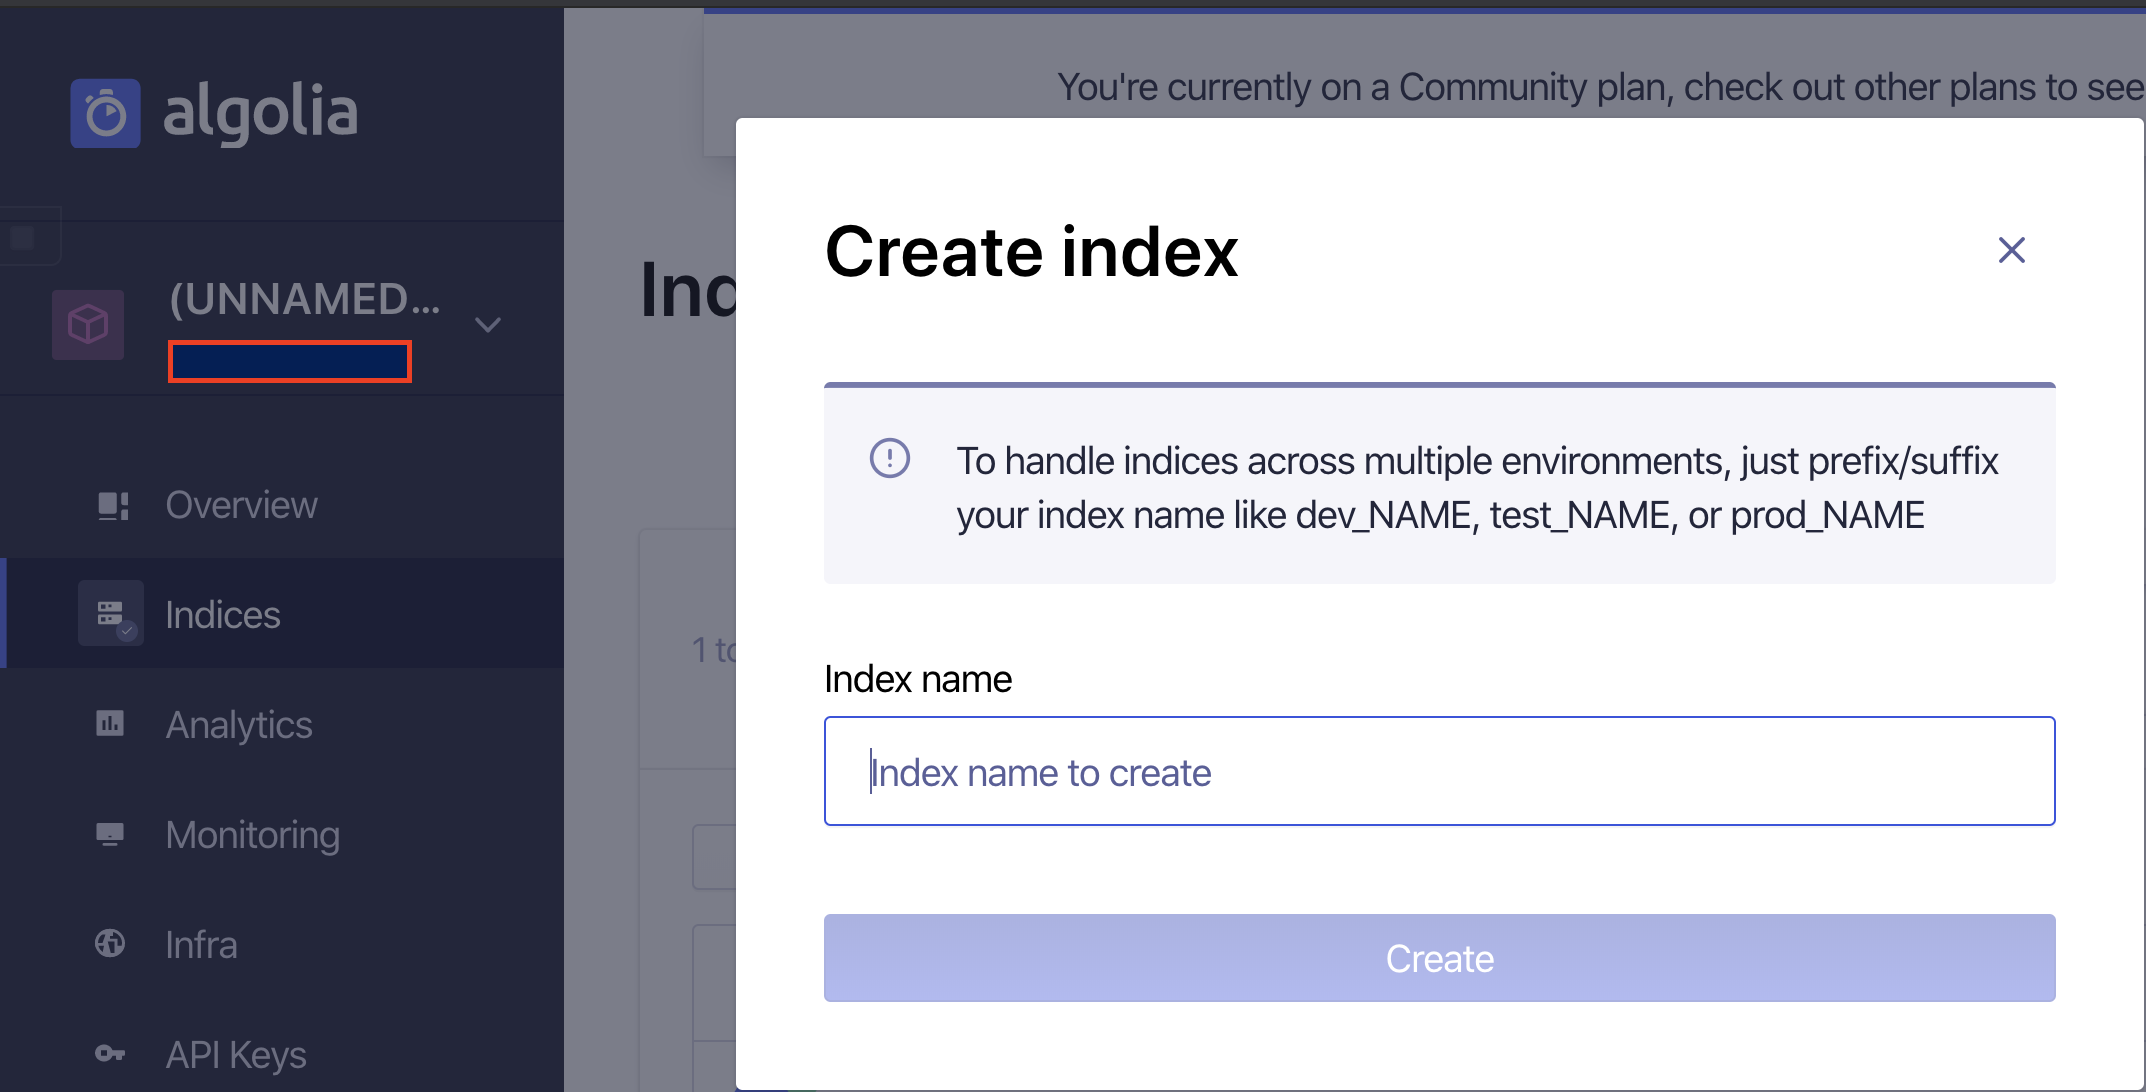 algolia
(UNNAMED...
Overview
Indices
Analytics
Monitoring
Infra
API Keys
You're currently on a Community plan, check out other plans to see
Ind
1 to
Create index
To handle indices across multiple environments, just prefix/suffix
your index name like dev_NAME, test_NAME, or prod_NAME
Index name
Index name to create
Create